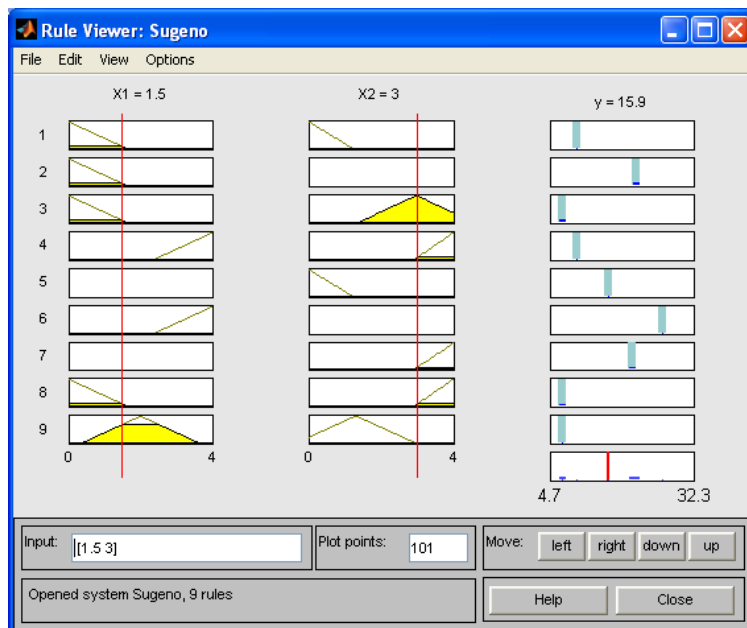 Rule Viewer: Sugeno
File Edit View Options
X1 = 1.5 X2 = 3 y = 15.9
1
2
3
4
5
6
7
8
9
0 4 0 4
4.7 32.3
Input: [1.5 3] Plot points: 101 Move: left right down up
Opened system Sugeno, 9 rules Help Close